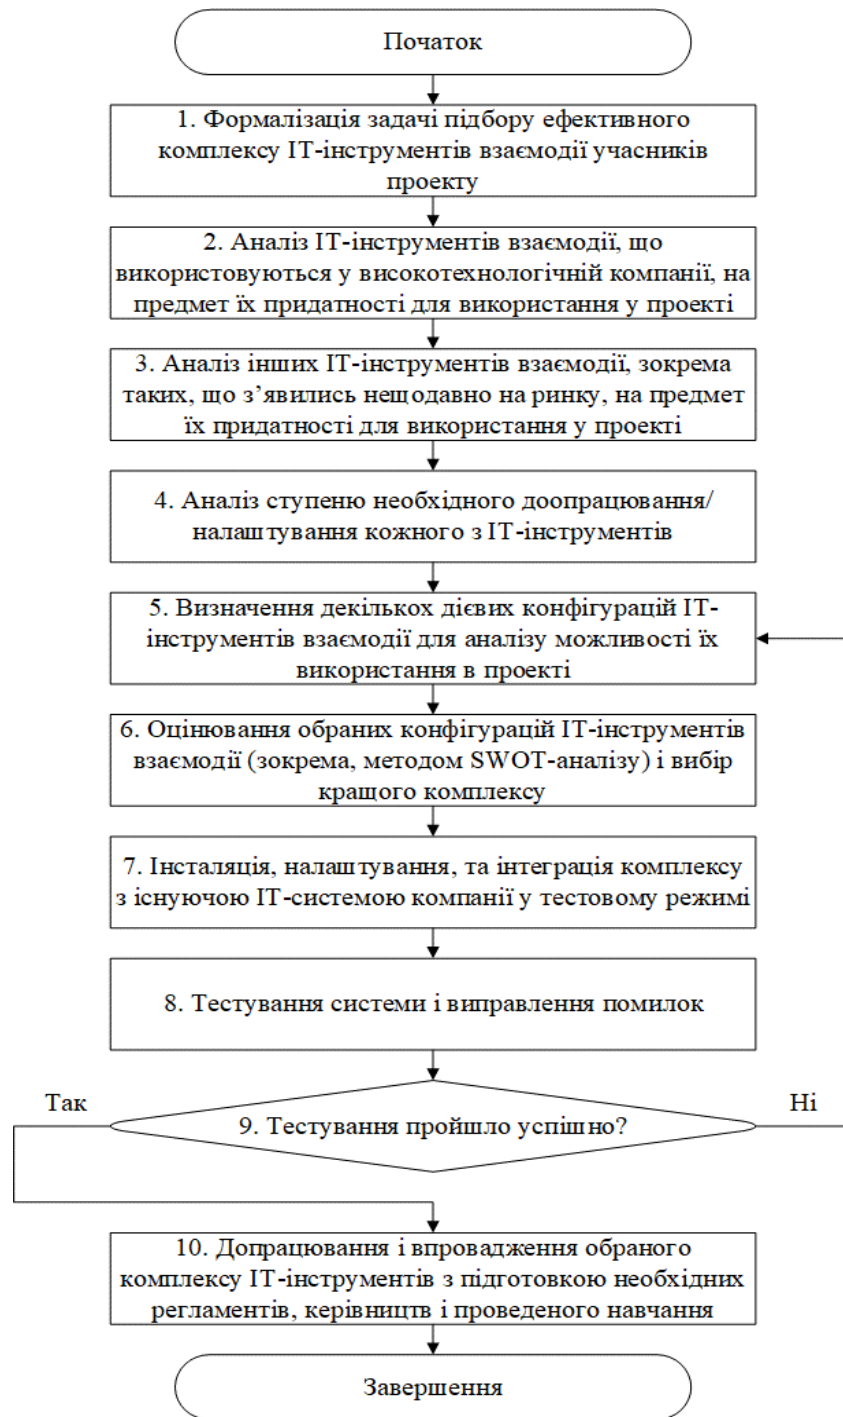 Початок
1. Формалізація задачі підбору ефективного
комплексу ІТ-інструментів взаємодії учасників
проекту
2. Аналіз ІТ-інструментів взаємодії, що
використовуються у високотехнологічній компанії, на
предмет їх придатності для використання у проекті
3. Аналіз інших ІТ-інструментів взаємодії, зокрема
таких, що з’явились нещодавно на ринку, на предмет
їх придатності для використання у проекті
4. Аналіз ступеню необхідного доопрацювання/
налаштування кожного з ІТ-інструментів
5. Визначення декількох дієвих конфігурацій ІТ-
інструментів взаємодії для аналізу можливості їх
використання в проекті
6. Оцінювання обраних конфігурацій ІТ-інструментів
взаємодії (зокрема, методом SWOT-аналізу) і вибір
кращого комплексу
7. Інсталяція, налаштування, та інтеграція комплексу
з існуючою ІТ-системою компанії у тестовому режимі
8. Тестування системи і виправлення помилок
Так
Ні
9. Тестування пройшло успішно?
10. Допрацювання і впровадження обраного
комплексу ІТ-інструментів з підготовкою необхідних
регламентів, керівництв і проведеного навчання
Завершення